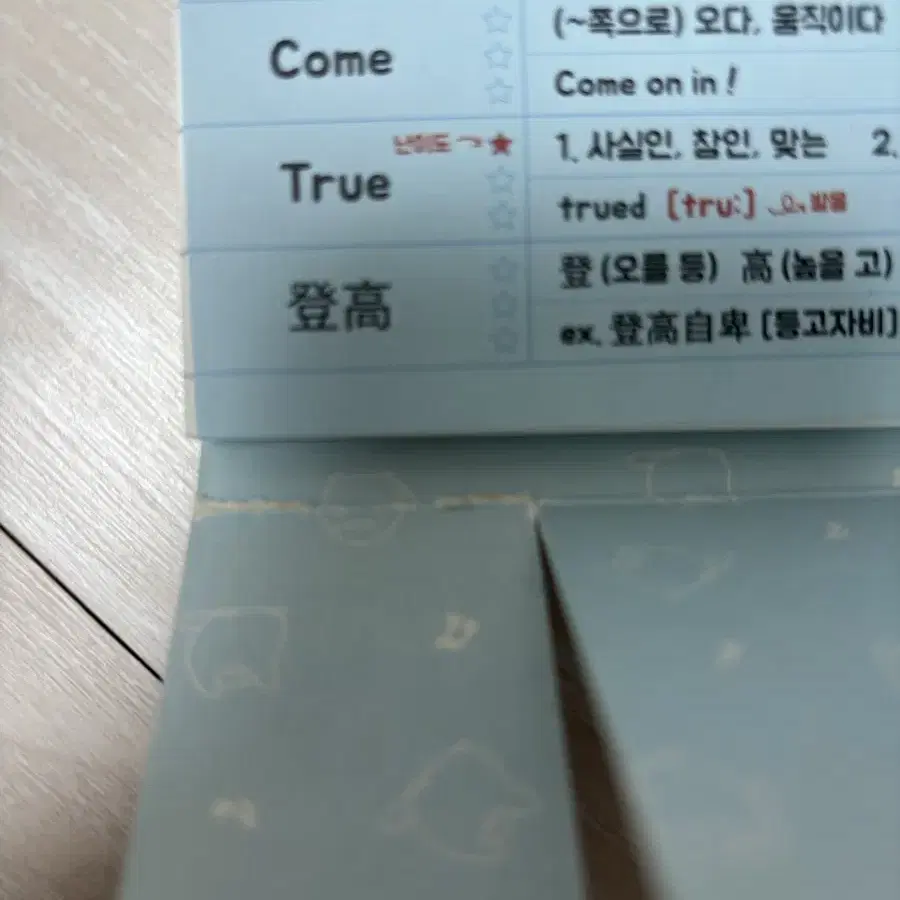 Come
(~쪽으로) 오다, 움직이다
Come on in !
True
난이도
1. 사실인, 참인, 맞는 2.
trued [tru:] 발음
登高
登 (오를 등) 高 (높을 고)
ex. 登高自卑 [등고자비]